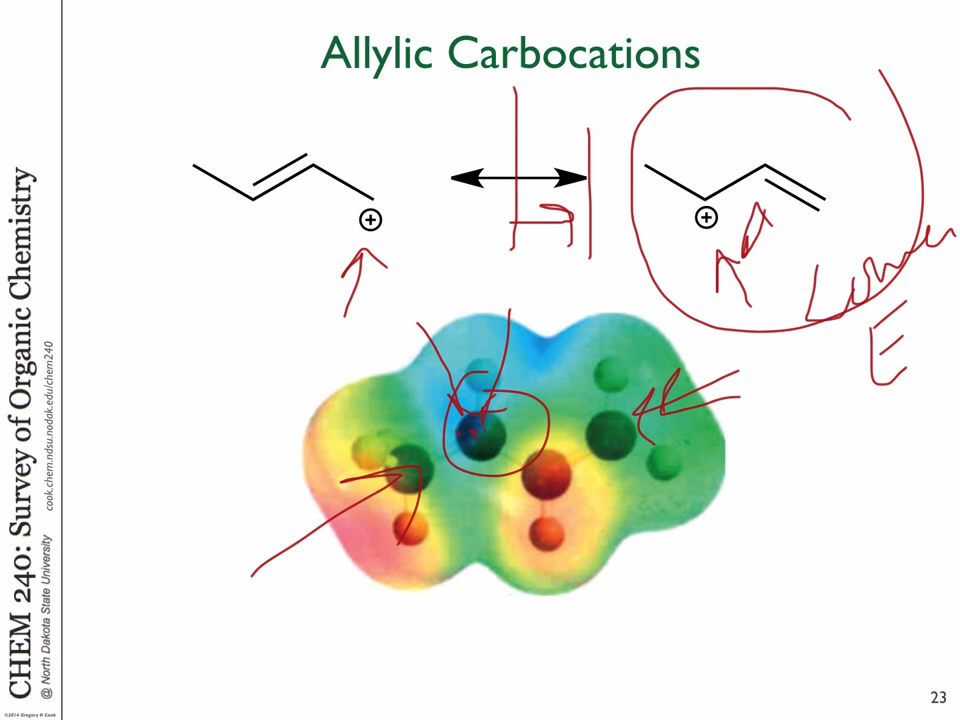 Allylic Carbocations
CHEM 240: Survey of Organic Chemistry
@ North Dakota State University
cook.chem.ndsu.nodak.edu/chem240
©2014 Gregory R Cook
+
+
Lower
E
23